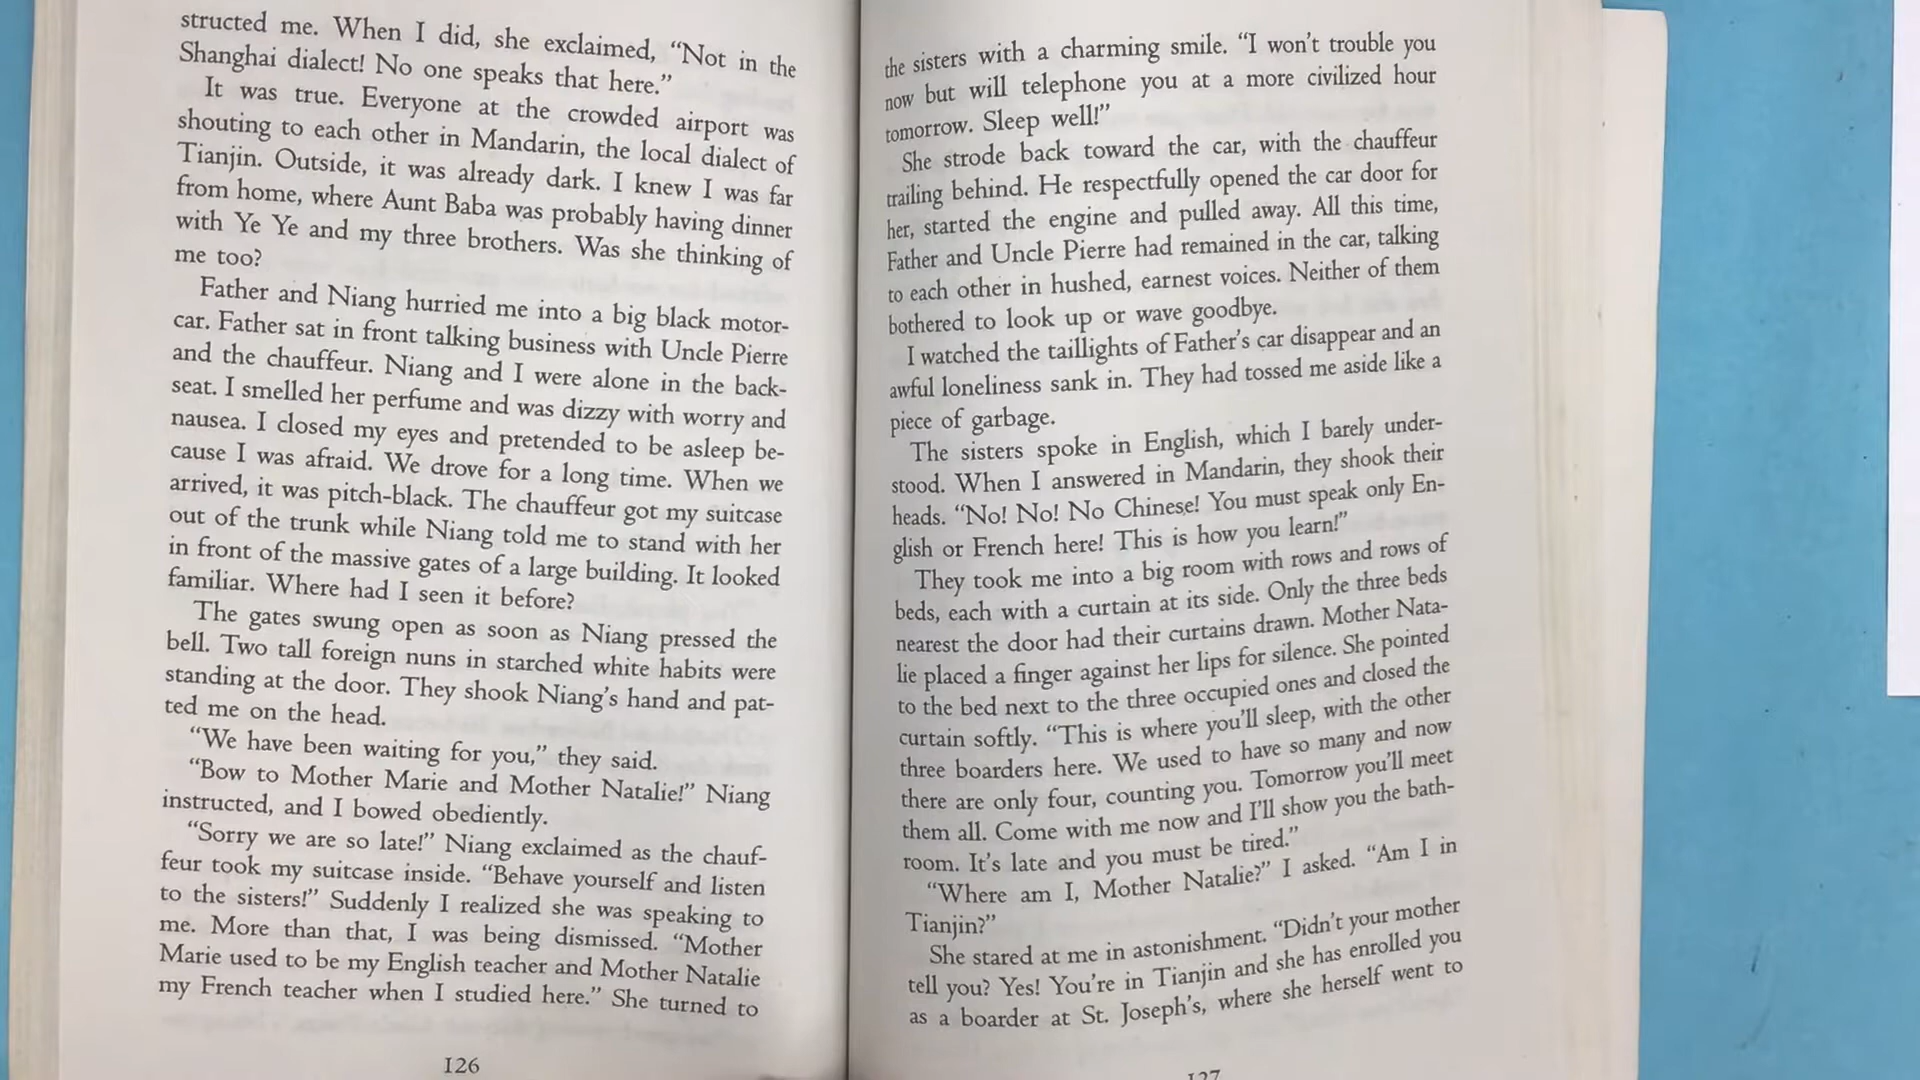 structed me. When I did, she exclaimed, “Not in the
Shanghai dialect! No one speaks that here.”
It was true. Everyone at the crowded airport was
shouting to each other in Mandarin, the local dialect of
Tianjin. Outside, it was already dark. I knew I was far
from home, where Aunt Baba was probably having dinner
with Ye Ye and my three brothers. Was she thinking of
me too?
Father and Niang hurried me into a big black motor-
car. Father sat in front talking business with Uncle Pierre
and the chauffeur. Niang and I were alone in the back-
seat. I smelled her perfume and was dizzy with worry and
nausea. I closed my eyes and pretended to be asleep be-
cause I was afraid. We drove for a long time. When we
arrived, it was pitch-black. The chauffeur got my suitcase
out of the trunk while Niang told me to stand with her
in front of the massive gates of a large building. It looked
familiar. Where had I seen it before?
The gates swung open as soon as Niang pressed the
bell. Two tall foreign nuns in starched white habits were
standing at the door. They shook Niang’s hand and pat-
ted me on the head.
“We have been waiting for you,” they said.
“Bow to Mother Marie and Mother Natalie!” Niang
instructed, and I bowed obediently.
“Sorry we are so late!” Niang exclaimed as the chauf-
feur took my suitcase inside. “Behave yourself and listen
to the sisters!” Suddenly I realized she was speaking to
me. More than that, I was being dismissed. “Mother
Marie used to be my English teacher and Mother Natalie
my French teacher when I studied here.” She turned to
126
the sisters with a charming smile. “I won’t trouble you
now but will telephone you at a more civilized hour
tomorrow. Sleep well!”
She strode back toward the car, with the chauffeur
trailing behind. He respectfully opened the car door for
her, started the engine and pulled away. All this time,
Father and Uncle Pierre had remained in the car, talking
to each other in hushed, earnest voices. Neither of them
bothered to look up or wave goodbye.
I watched the taillights of Father’s car disappear and an
awful loneliness sank in. They had tossed me aside like a
piece of garbage.
The sisters spoke in English, which I barely under-
stood. When I answered in Mandarin, they shook their
heads. “No! No! No Chinese! You must speak only En-
glish or French here! This is how you learn!”
They took me into a big room with rows and rows of
beds, each with a curtain at its side. Only the three beds
nearest the door had their curtains drawn. Mother Nata-
lie placed a finger against her lips for silence. She pointed
to the bed next to the three occupied ones and closed the
curtain softly. “This is where you’ll sleep, with the other
three boarders here. We used to have so many and now
there are only four, counting you. Tomorrow you’ll meet
them all. Come with me now and I’ll show you the bath-
room. It’s late and you must be tired.”
“Where am I, Mother Natalie?” I asked. “Am I in
Tianjin?”
She stared at me in astonishment. “Didn’t your mother
tell you? Yes! You’re in Tianjin and she has enrolled you
as a boarder at St. Joseph’s, where she herself went to
127